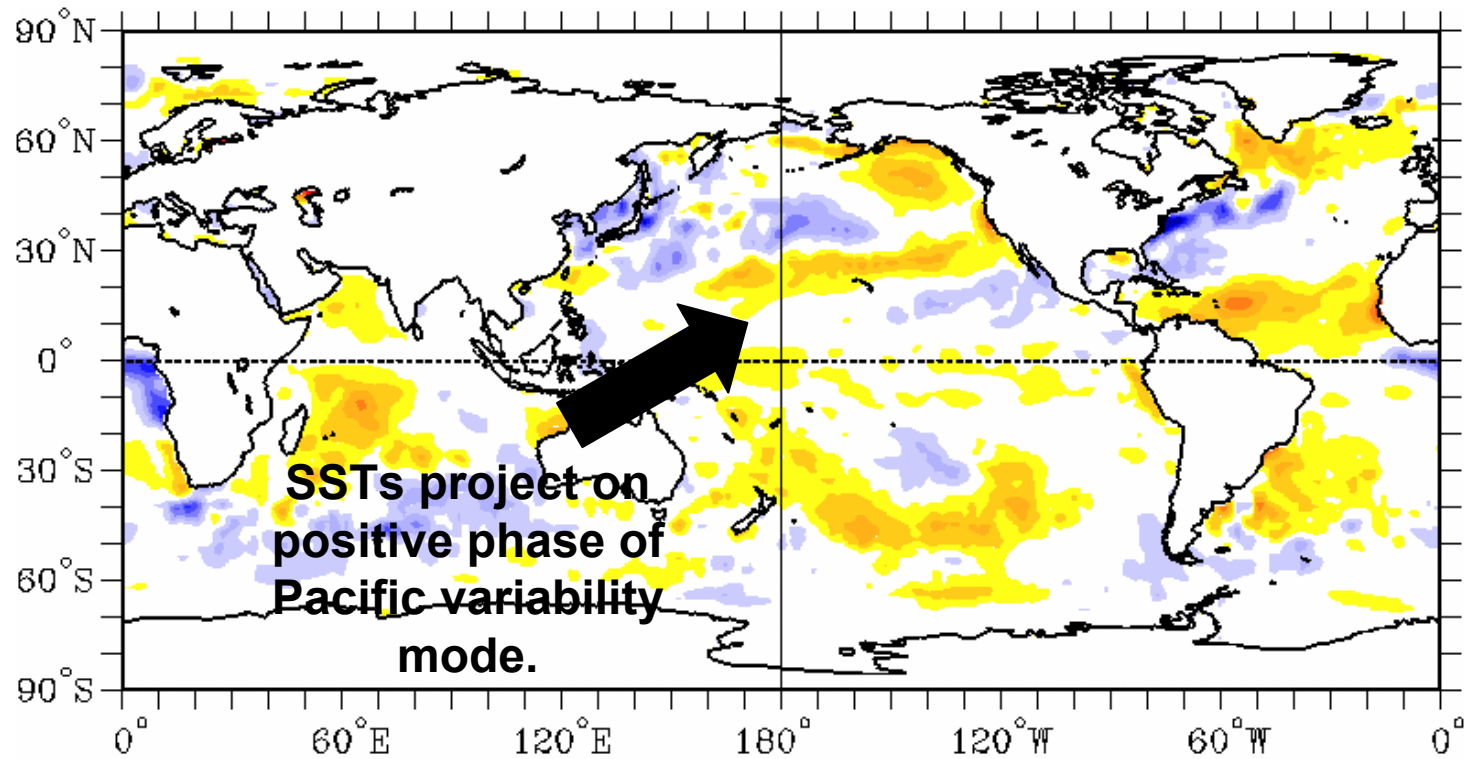 90°N
60°N
30°N
0°
30°S
60°S
90°S
SSTs project on
positive phase of
Pacific variability
mode.
0° 60°E 120°E 180° 120°W 60°W 0°